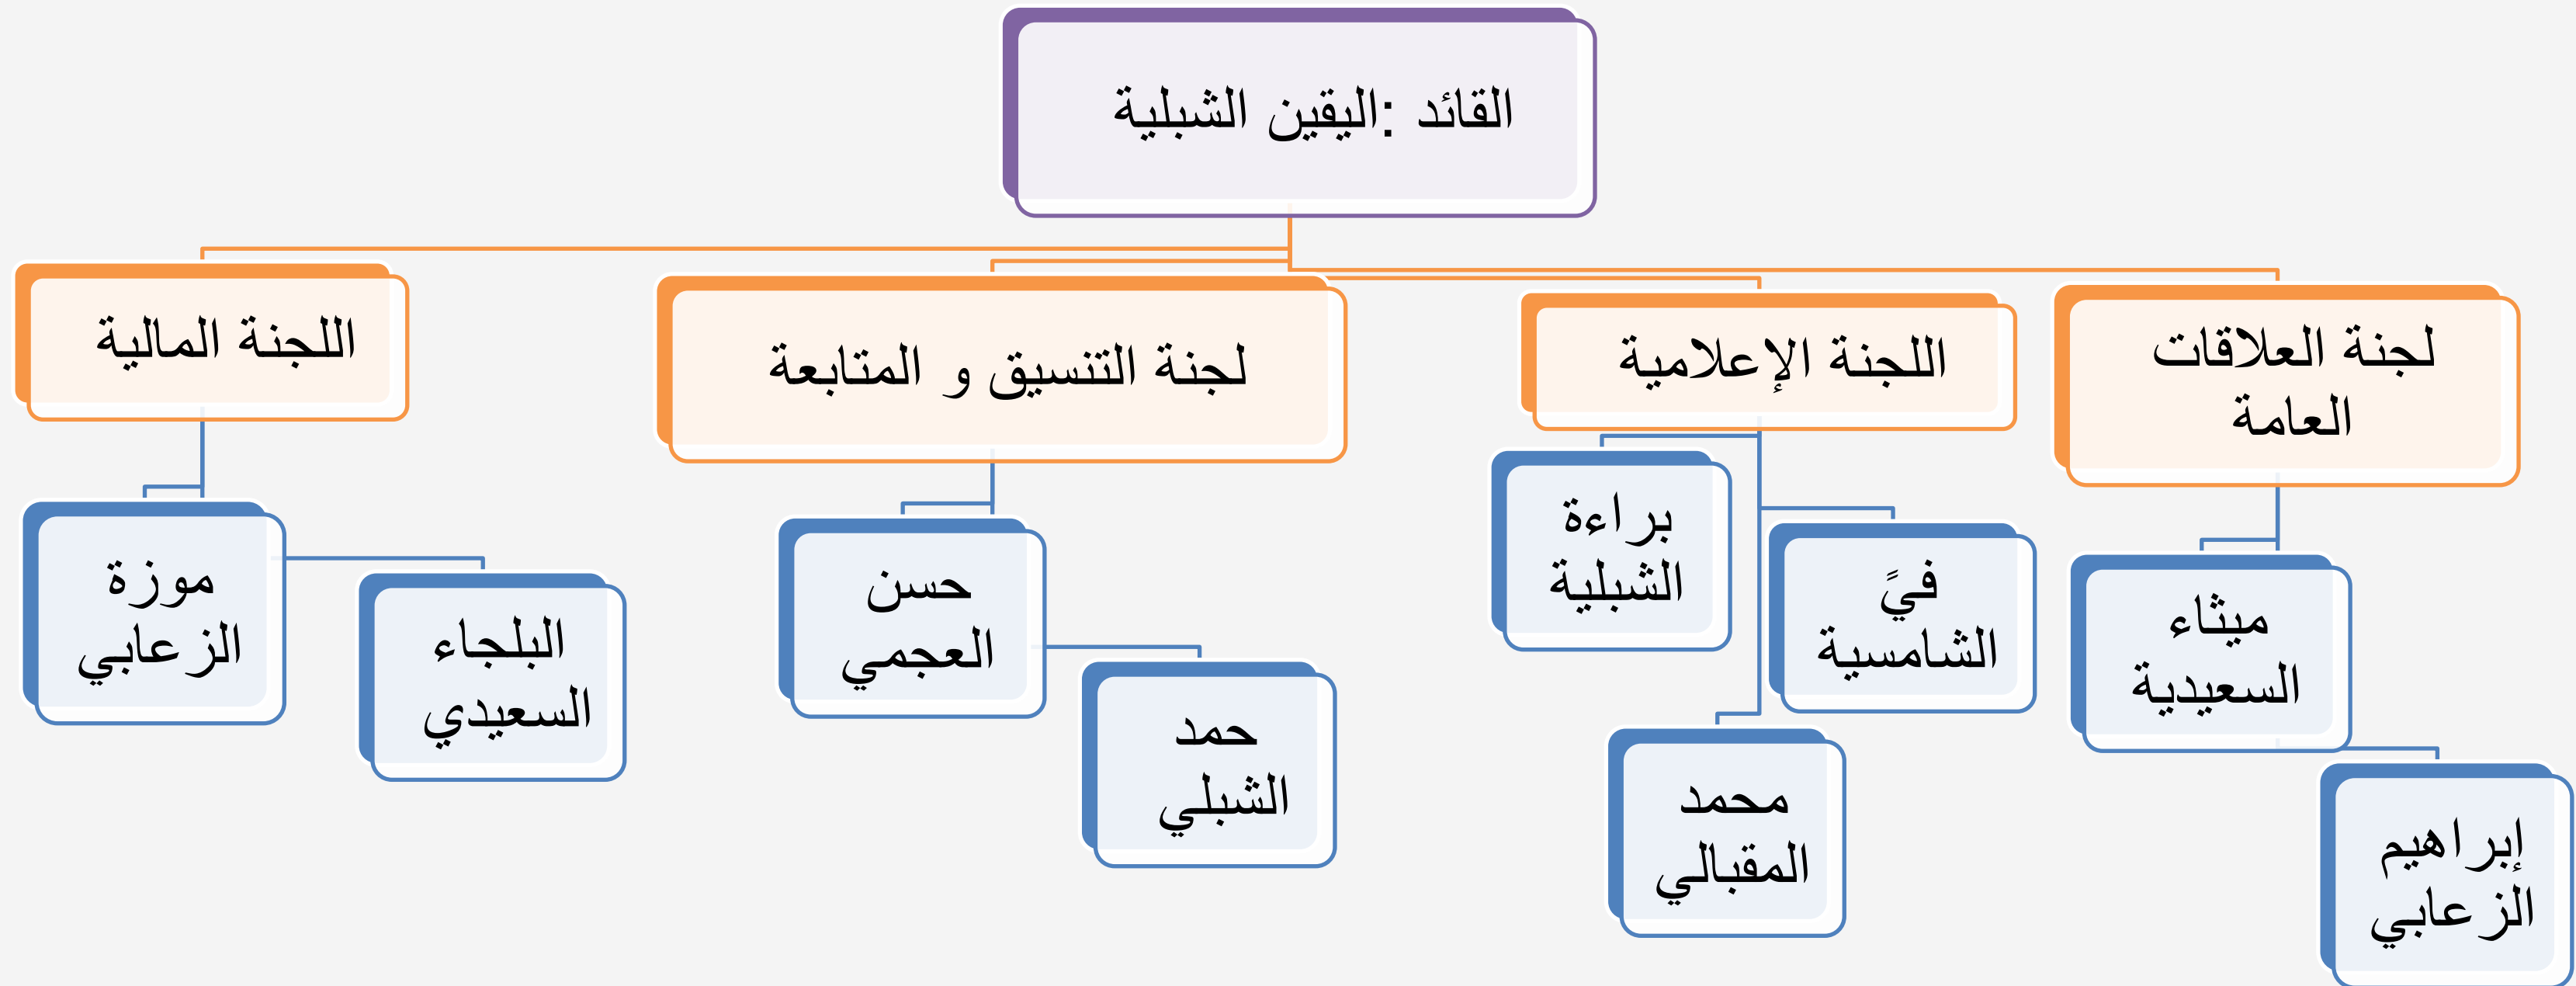 القائد :اليقين الشبلية
لجنة العلاقات
العامة
اللجنة الإعلامية
لجنة التنسيق و المتابعة
اللجنة المالية
ميثاء
السعيدية
إبراهيم
الزعابي
براءة
الشبلية
فيً
الشامسية
محمد
المقبالي
حسن
العجمي
حمد
الشبلي
موزة
الزعابي
البلجاء
السعيدي